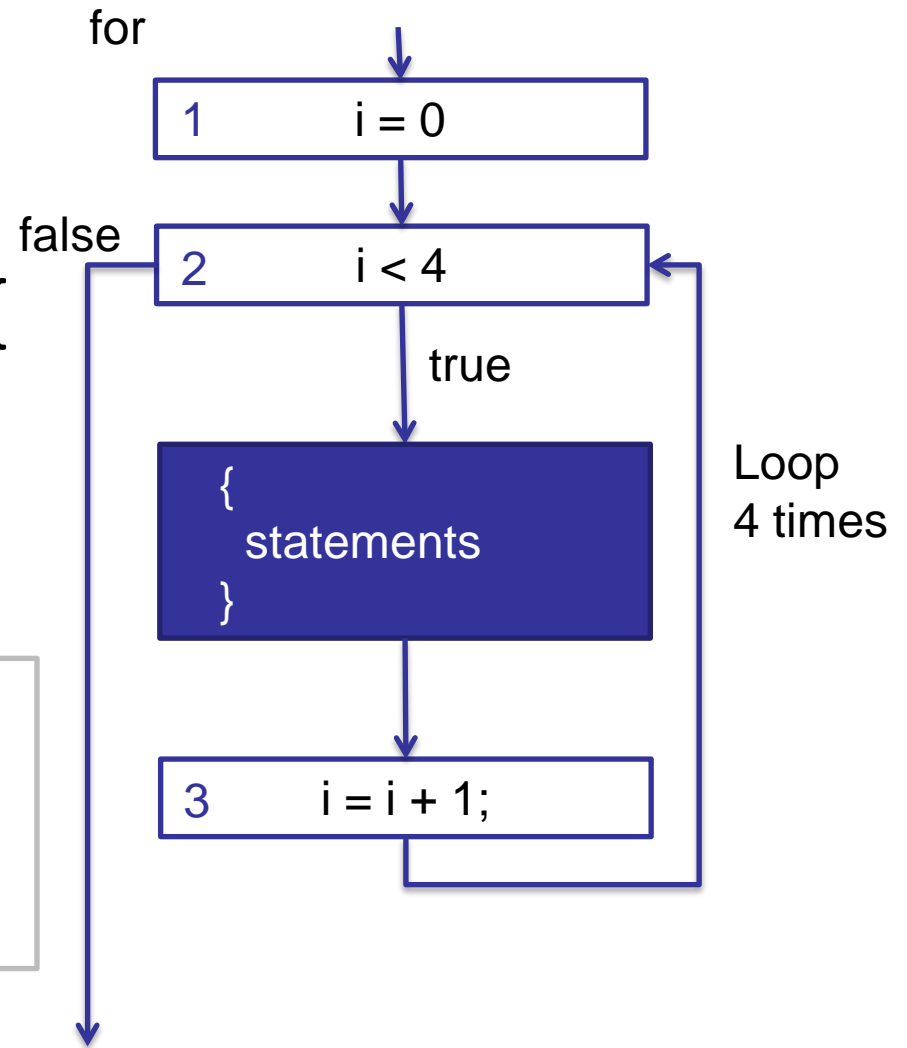 for
1 i = 0
false
2 i < 4
{
true
{
statements
}
Loop
4 times
3 i = i + 1;